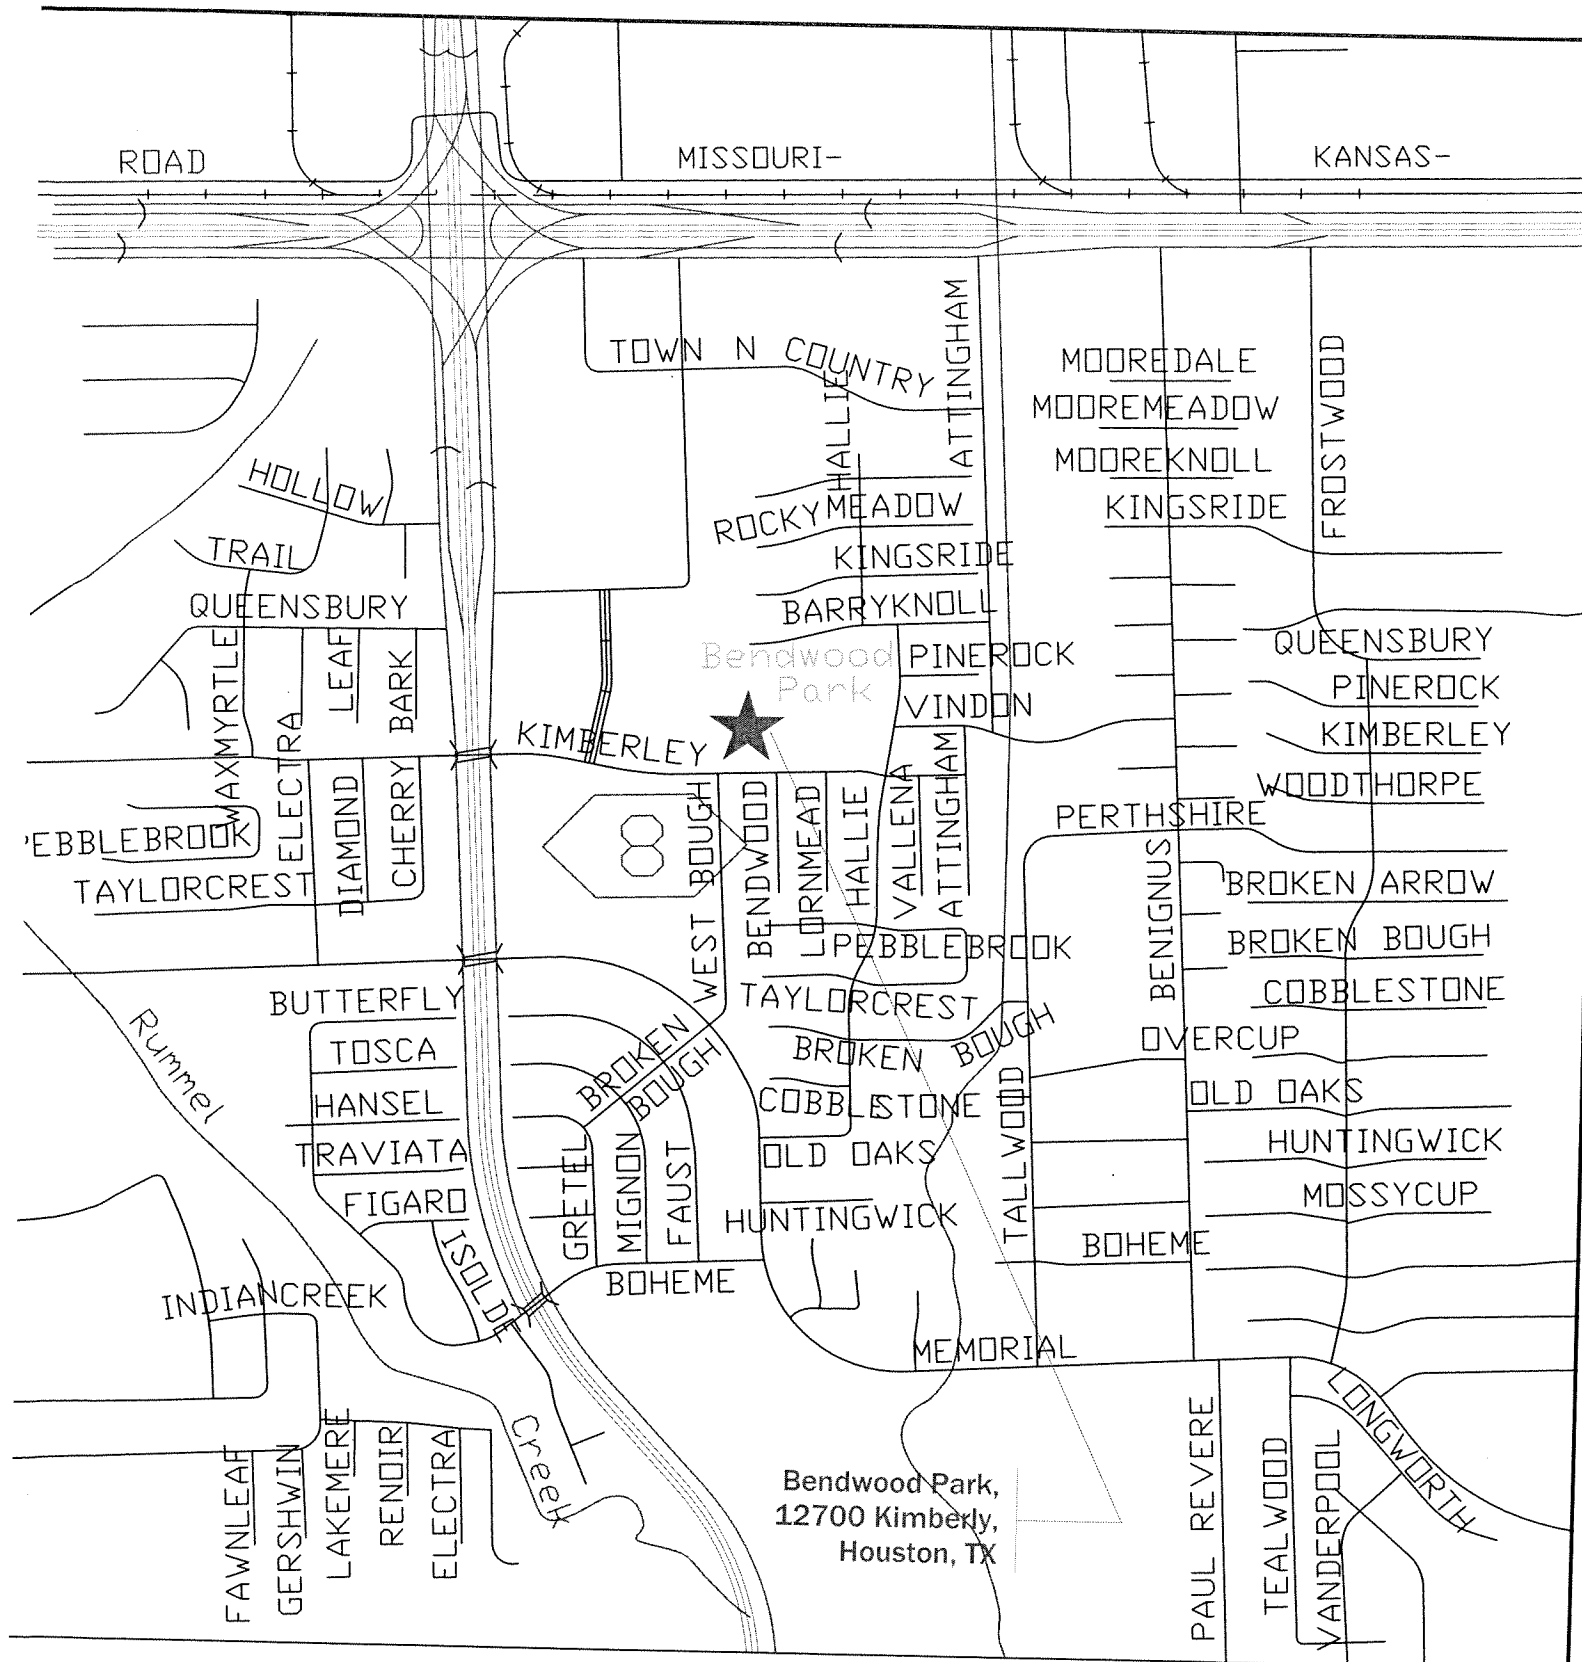 ROAD
MISSOURI-
KANSAS-
TOWN N COUNTRY
HALLIE
ATTINGHAM
MOOREDALE
MOOREMEADOW
MOOREKNOLL
KINGSRIDE
FROSTWOOD
HOLLOW
TRAIL
ROCKY MEADOW
KINGSRIDE
BARRYKNOLL
QUEENSBURY
WAXMYRTLE
LEAF
BARK
ELECTRA
Bendwood
Park
PINEROCK
VINDON
QUEENSBURY
PINEROCK
KIMBERLEY
WOODTHORPE
KIMBERLEY
DIAMOND
CHERRY
'EBBLEBROOK
TAYLORCREST
8
WEST BOUGH
BENDWOOD
LORNMEAD
HALLIE
VALLENA
ATTINGHAM
PERTHSHIRE
BENIGNUS
BROKEN ARROW
BROKEN BOUGH
COBBLESTONE
PEBBLEBROOK
TAYLORCREST
BROKEN BOUGH
COBBLESTONE
OLD OAKS
HUNTINGWICK
BUTTERFLY
TOSCA
HANSEL
TRAVIATA
FIGARO
ISOLDE
Rummel
Creek
BROKEN
BOUGH
GRETEL
MIGNON
FAUST
BOHEME
TALLWOOD
OVERCUP
OLD OAKS
HUNTINGWICK
MOSSYCUP
BOHEME
INDIANCREEK
MEMORIAL
LONGWORTH
FAWNLEAF
GERSHWIN
LAKEMERE
RENOIR
ELECTRA
Bendwood Park,
12700 Kimberly,
Houston, TX
PAUL REVERE
TEALWOOD
VANDERPOOL